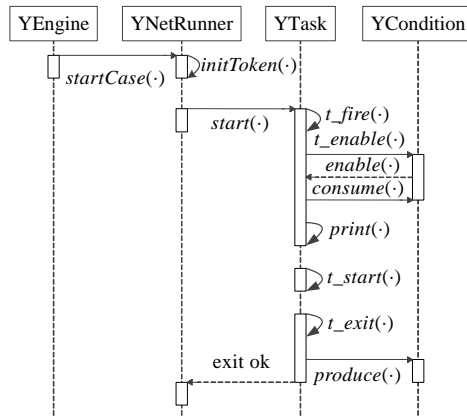 YEngine YNetRunner YTask YCondition
startCase(·) initToken(·)
start(·) t_fire(·)
t_enable(·)
enable(·)
consume(·)
print(·)
t_start(·)
t_exit(·)
exit ok produce(·)